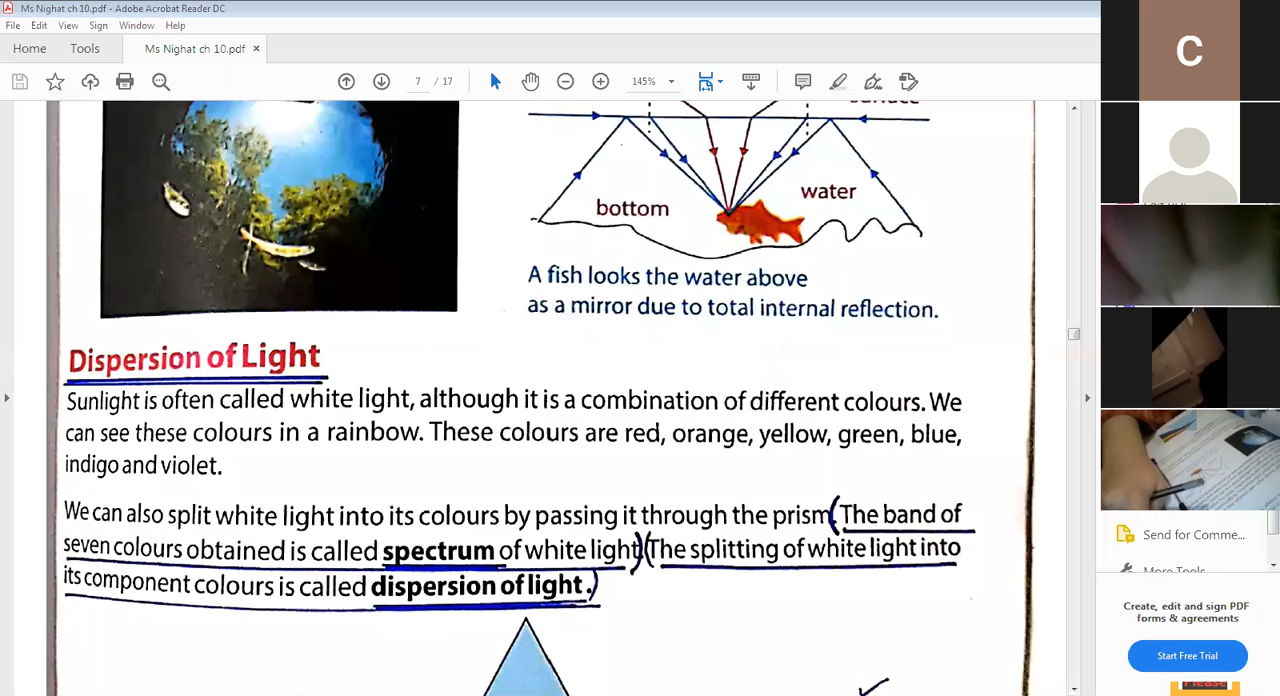 Ms Nighat ch 10.pdf - Adobe Acrobat Reader DC
File Edit View Sign Window Help
Home Tools Ms Nighat ch 10.pdf ×
7 / 17 145%
C
surface
bottom
water
A fish looks the water above
as a mirror due to total internal reflection.
Dispersion of Light
Sunlight is often called white light, although it is a combination of different colours. We
can see these colours in a rainbow. These colours are red, orange, yellow, green, blue,
indigo and violet.
We can also split white light into its colours by passing it through the prism. (The band of
seven colours obtained is called spectrum of white light.) (The splitting of white light into
its component colours is called dispersion of light.)
Send for Comme...
More Tools
Create, edit and sign PDF
forms & agreements
Start Free Trial
Please